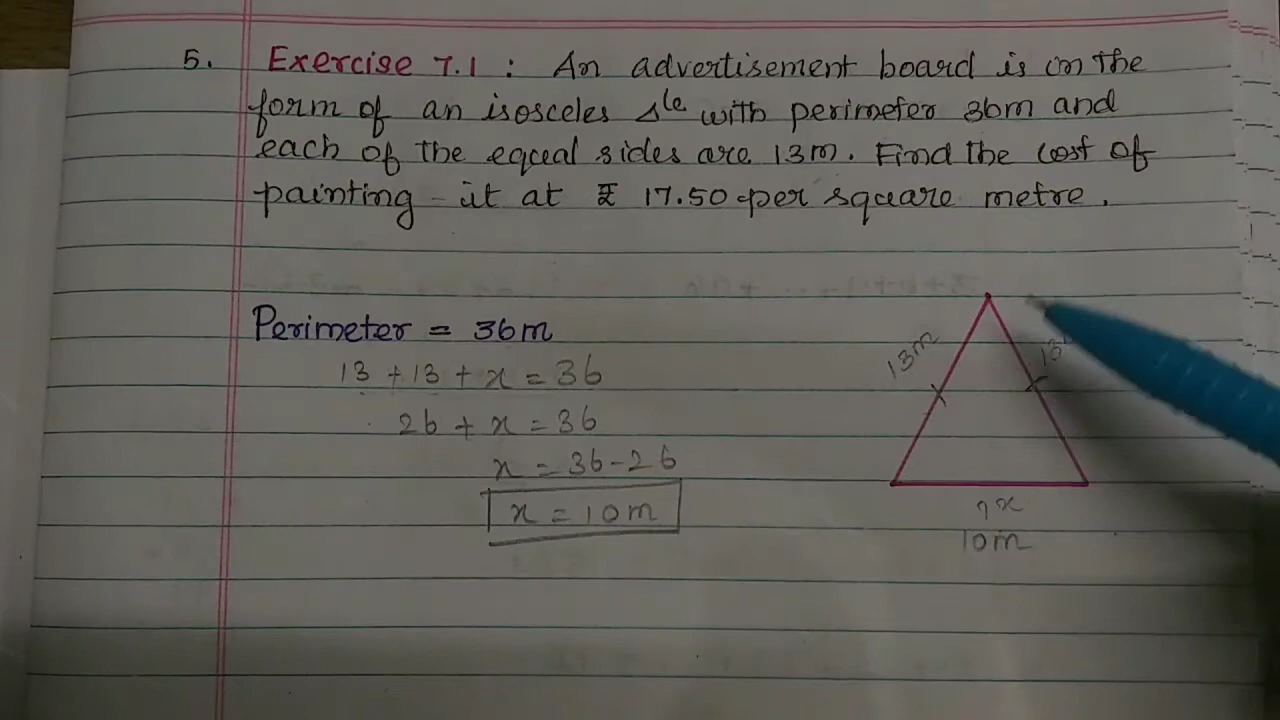 5. Exercise 7.1 : An advertisement board is in the
form of an isosceles △le with perimeter 36m and
each of the equal sides are 13m. Find the cost of
painting it at ₹ 17.50 per square metre.
Perimeter = 36m
13 + 13 + x = 36
26 + x = 36
x = 36 - 26
x = 10m
13m
13
? x
10m